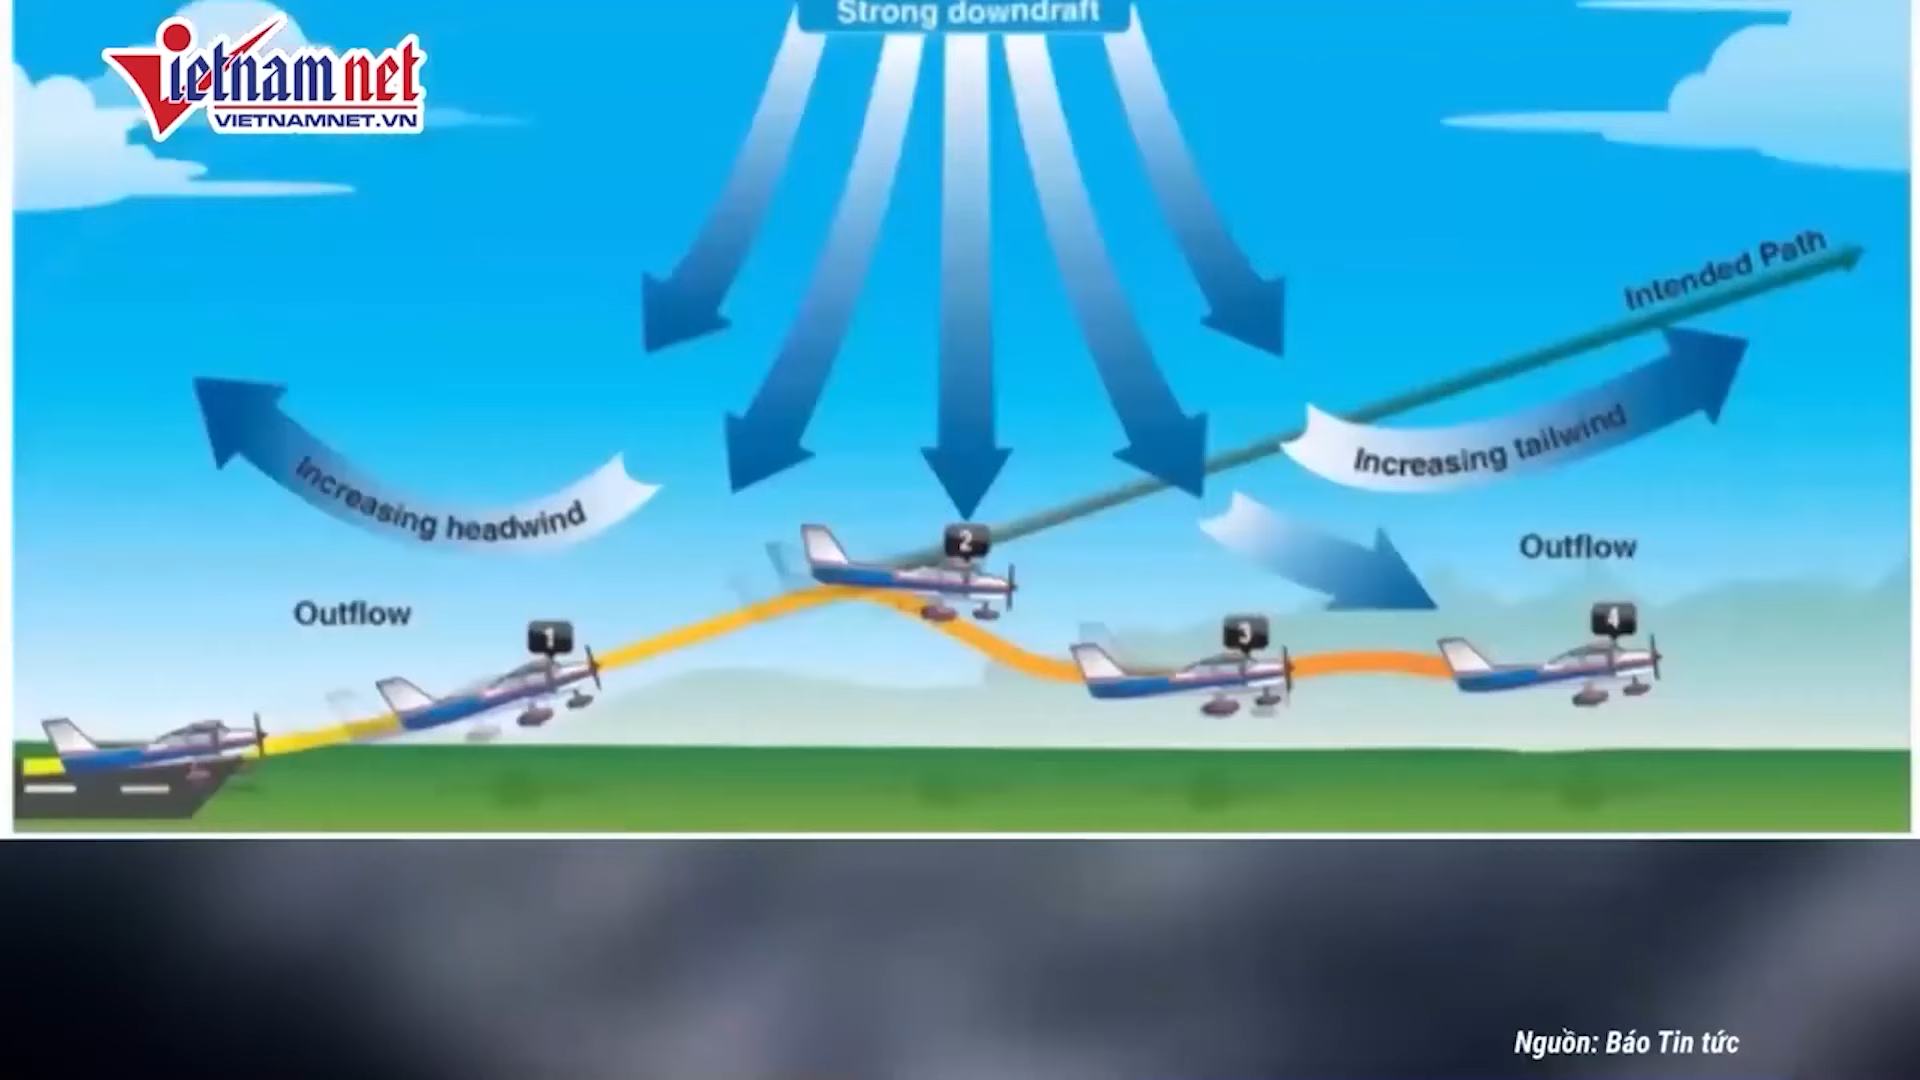 Strong downdraft
Vietnamnet
VIETNAMNET.VN
Intended Path
Increasing headwind
Increasing tailwind
Outflow
Outflow
1
2
3
4
Nguồn: Báo Tin tức